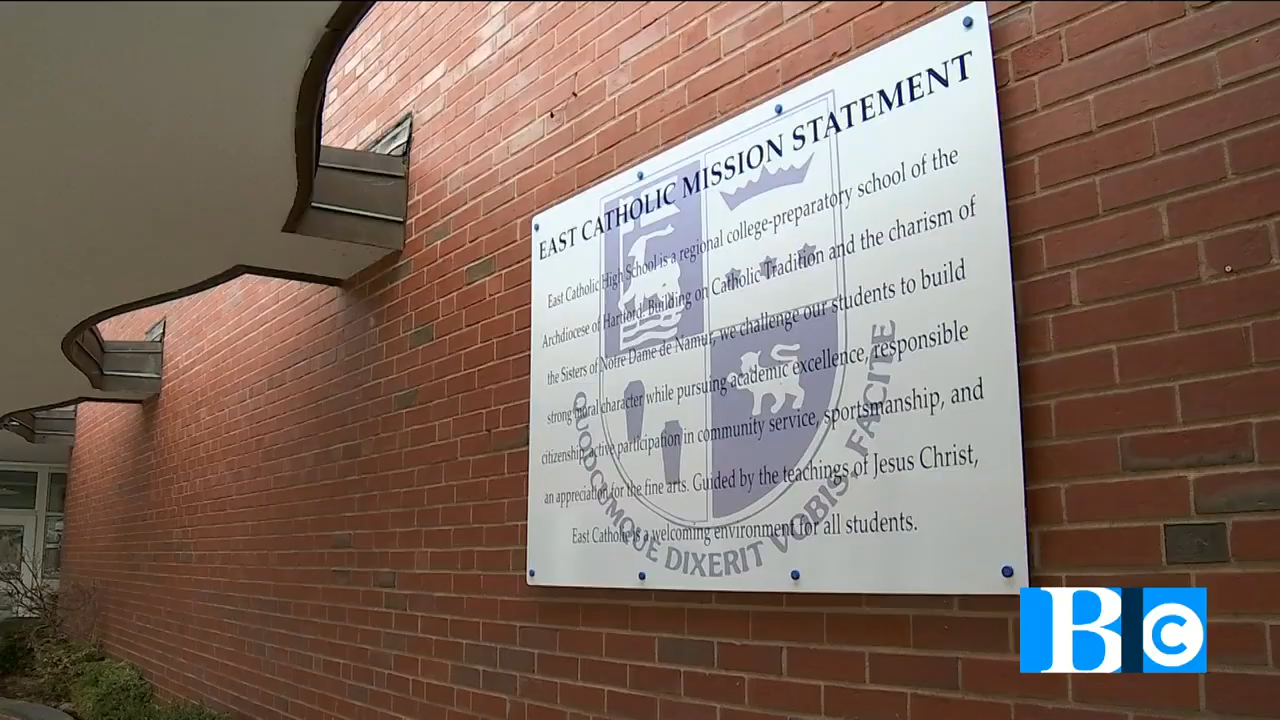 EAST CATHOLIC MISSION STATEMENT
East Catholic High School is a regional college-preparatory school of the
Archdiocese of Hartford. Building on Catholic Tradition and the charism of
the Sisters of Notre Dame de Namur, we challenge our students to build
strong moral character while pursuing academic excellence, responsible
citizenship, active participation in community service, sportsmanship, and
an appreciation for the fine arts. Guided by the teachings of Jesus Christ,
East Catholic is a welcoming environment for all students.
QUODCUMQUE DIXERIT VOBIS, FACITE
Bc